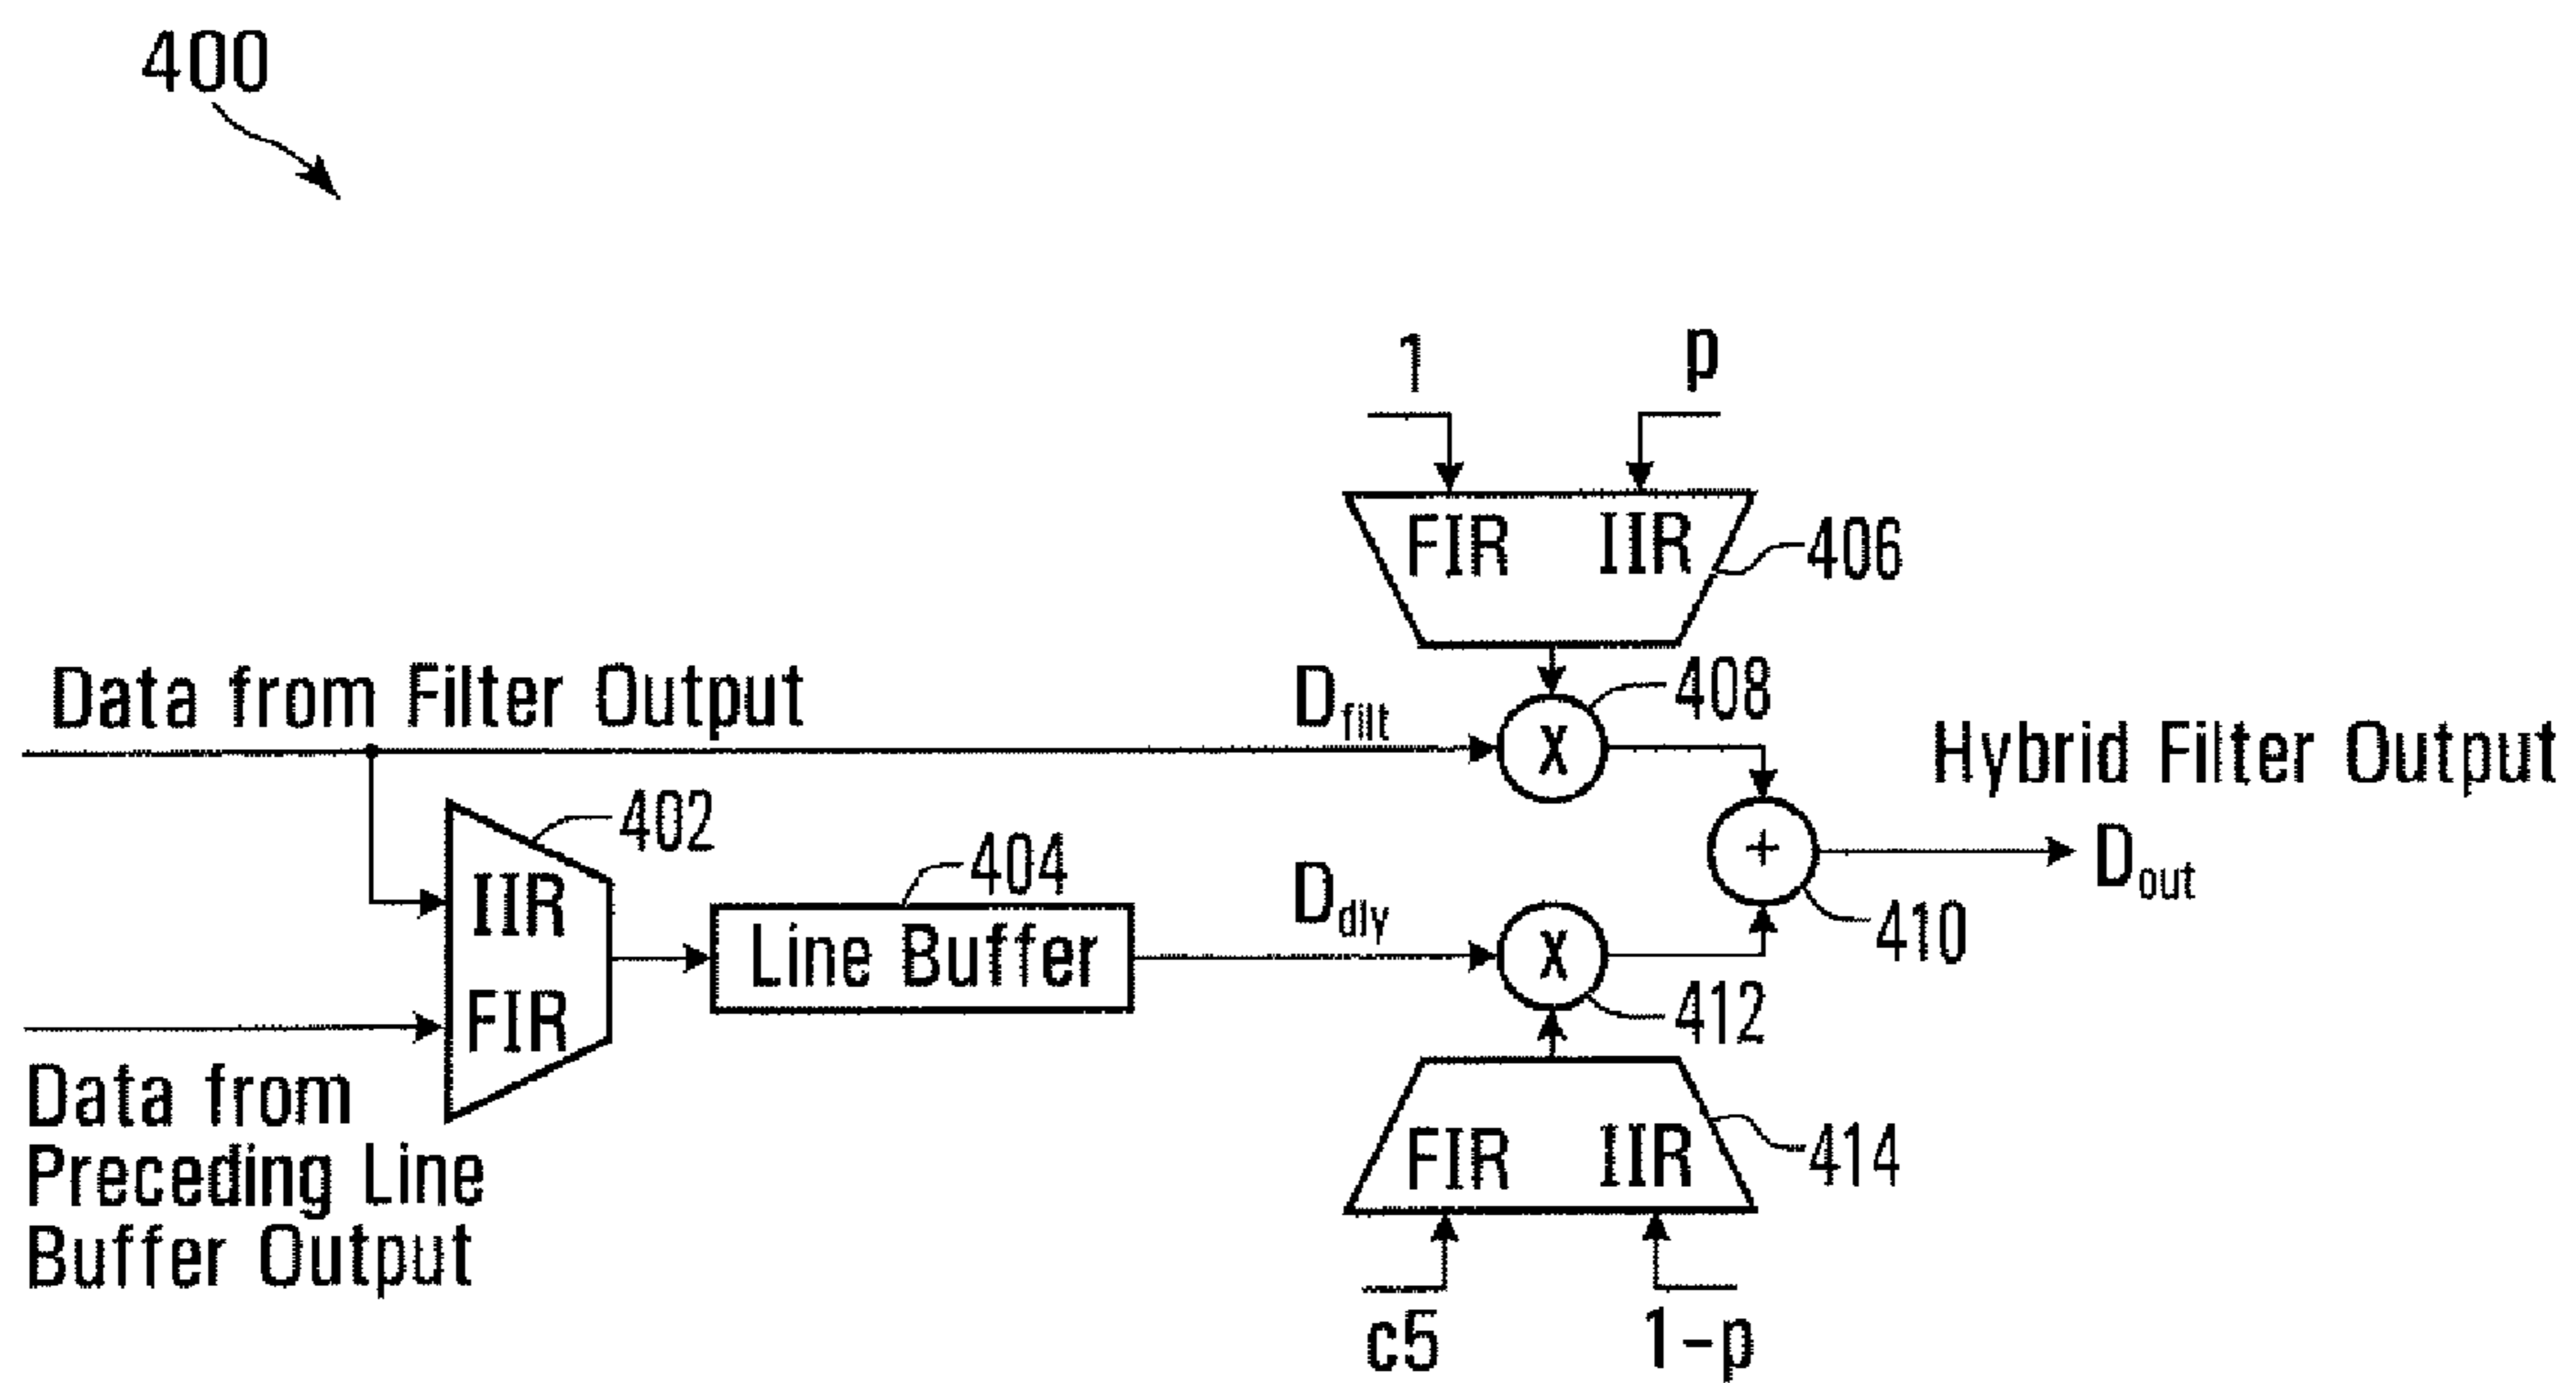 400
1 p
FIR IIR 406
Data from Filter Output
D_filt
408
Hybrid Filter Output
D_out
402
IIR
FIR
404
Line Buffer
D_dly
+
X
X
410
412
Data from
Preceding Line
Buffer Output
FIR IIR 414
c5 1-p